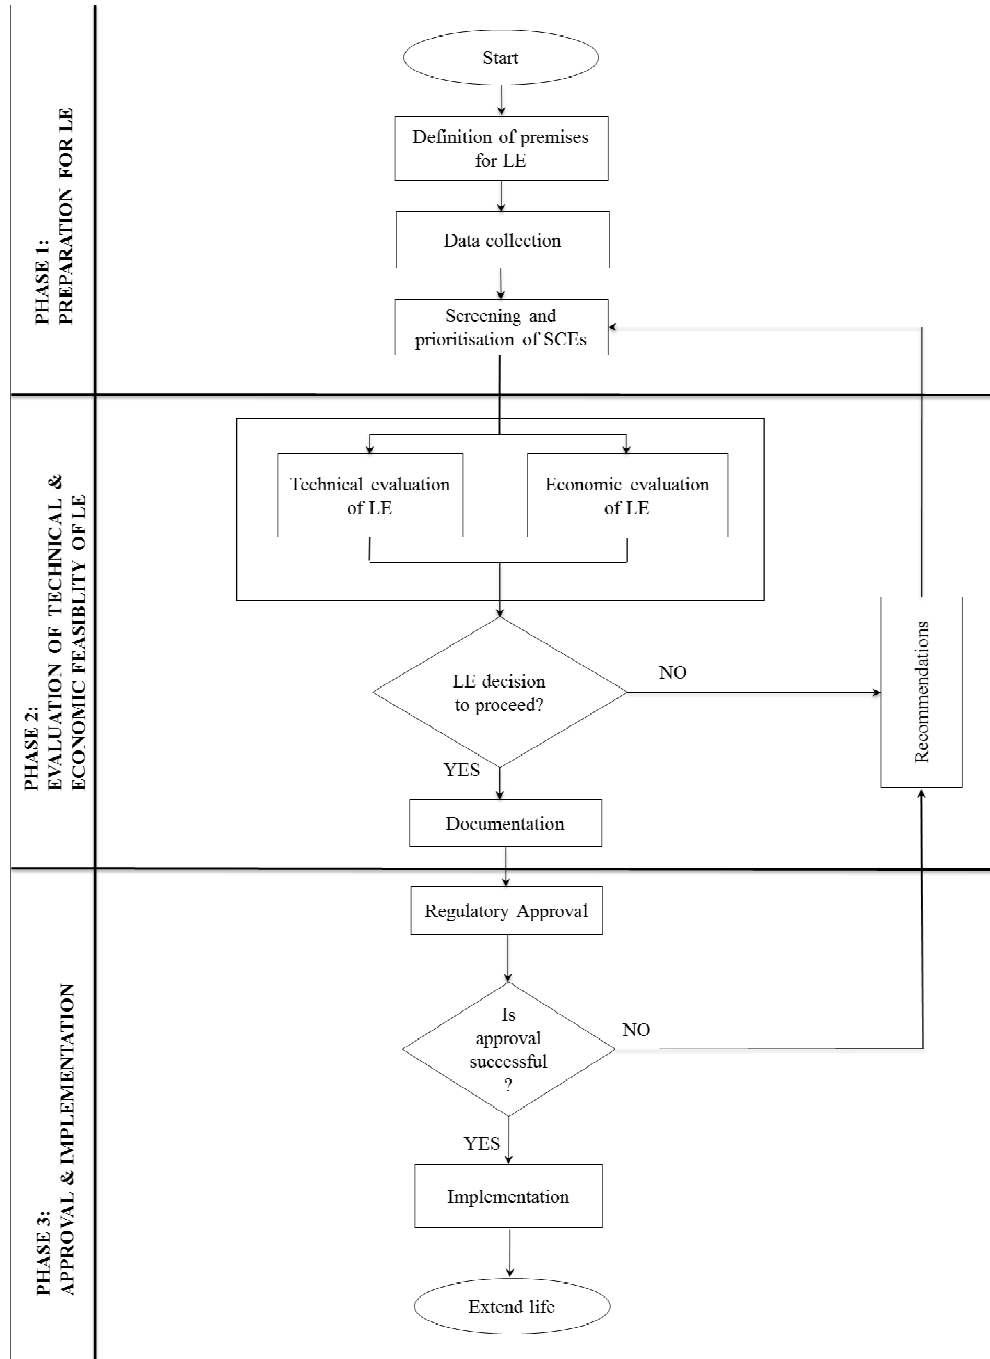 PHASE 1:
PREPARATION FOR LE
Start
Definition of premises
for LE
Data collection
Screening and
prioritisation of SCEs
PHASE 2:
EVALUATION OF TECHNICAL &
ECONOMIC FEASIBLITY OF LE
Technical evaluation
of LE
Economic evaluation
of LE
LE decision
to proceed?
NO
Recommendations
YES
Documentation
PHASE 3:
APPROVAL & IMPLEMENTATION
Regulatory Approval
Is
approval
successful
?
NO
YES
Implementation
Extend life